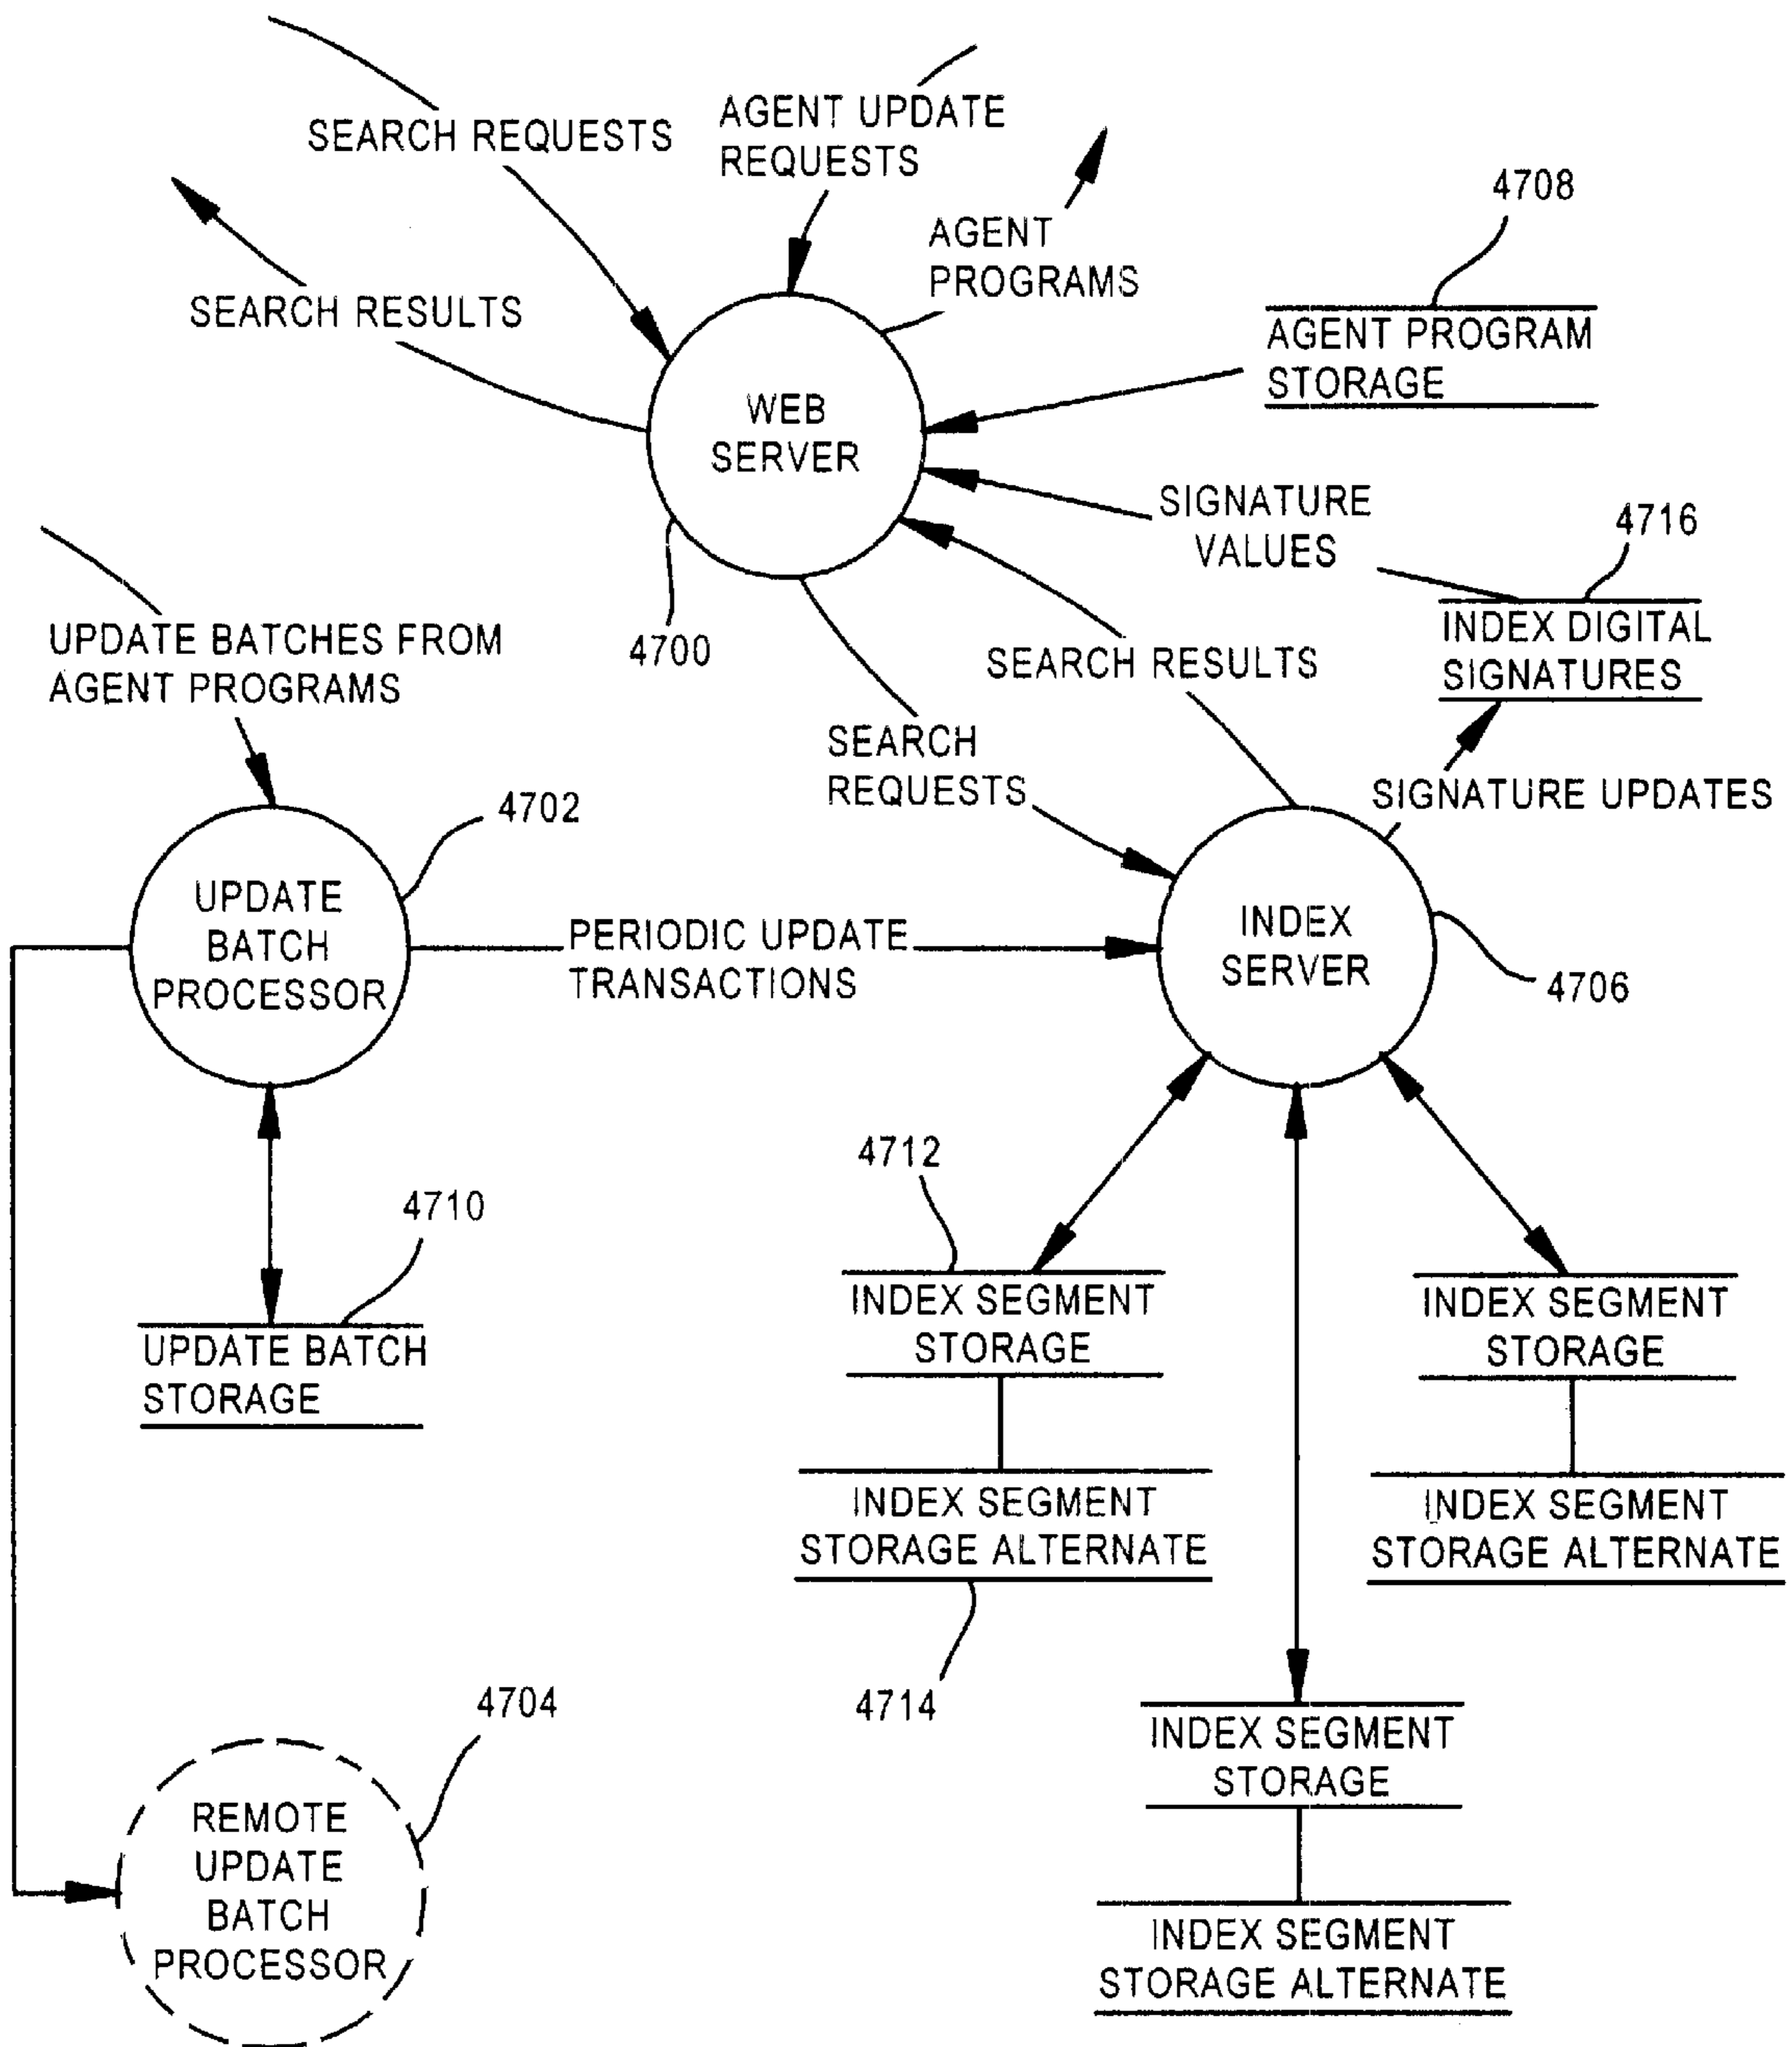 SEARCH REQUESTS
AGENT UPDATE
REQUESTS
4708
AGENT
PROGRAMS
SEARCH RESULTS
AGENT PROGRAM
STORAGE
WEB
SERVER
SIGNATURE
VALUES
4716
UPDATE BATCHES FROM
AGENT PROGRAMS
4700
SEARCH RESULTS
INDEX DIGITAL
SIGNATURES
SEARCH
REQUESTS
SIGNATURE UPDATES
4702
UPDATE
BATCH
PROCESSOR
PERIODIC UPDATE
TRANSACTIONS
INDEX
SERVER
4706
4712
4710
INDEX SEGMENT
STORAGE
INDEX SEGMENT
STORAGE
UPDATE BATCH
STORAGE
INDEX SEGMENT
STORAGE ALTERNATE
INDEX SEGMENT
STORAGE ALTERNATE
4704
4714
INDEX SEGMENT
STORAGE
REMOTE
UPDATE
BATCH
PROCESSOR
INDEX SEGMENT
STORAGE ALTERNATE